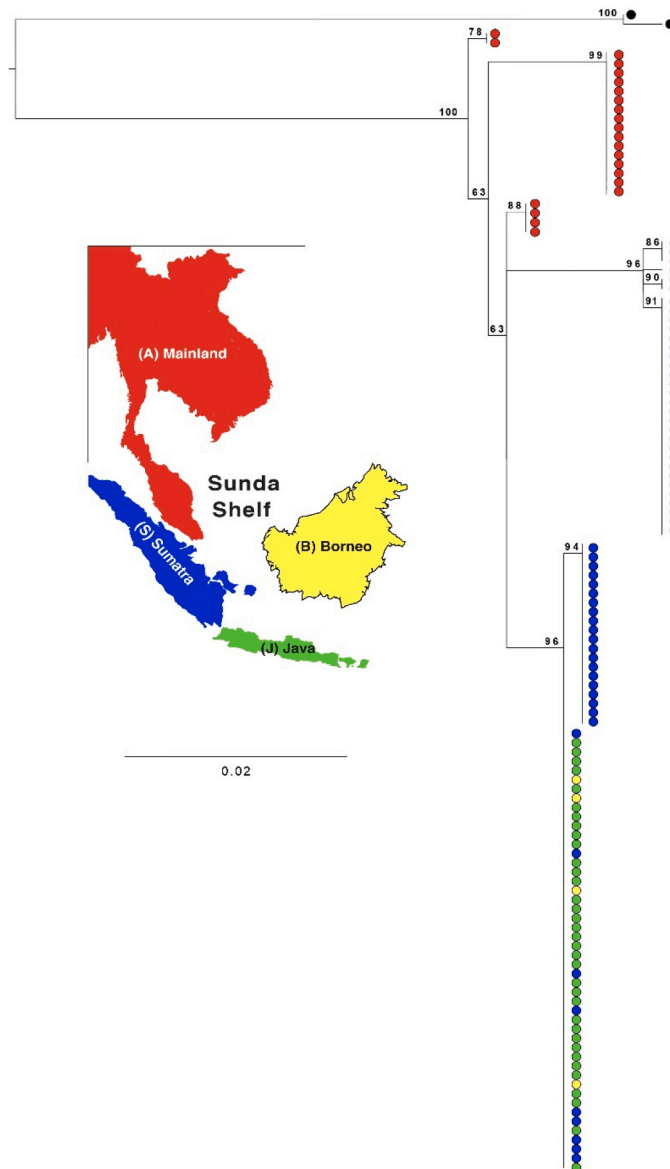 100
78
99
100
63
88
86
96
90
91
63
(A) Mainland
Sunda
Shelf
(S) Sumatra
(B) Borneo
94
96
(J) Java
0.02